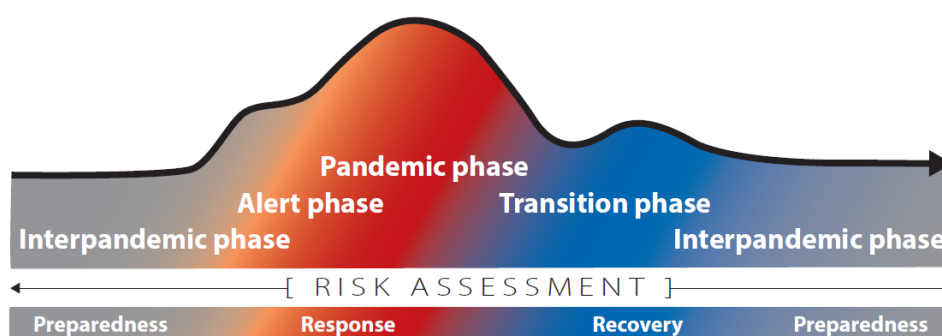 Pandemic phase
Alert phase
Transition phase
Interpandemic phase
Interpandemic phase
[ RISK ASSESSMENT ]
Preparedness
Response
Recovery
Preparedness